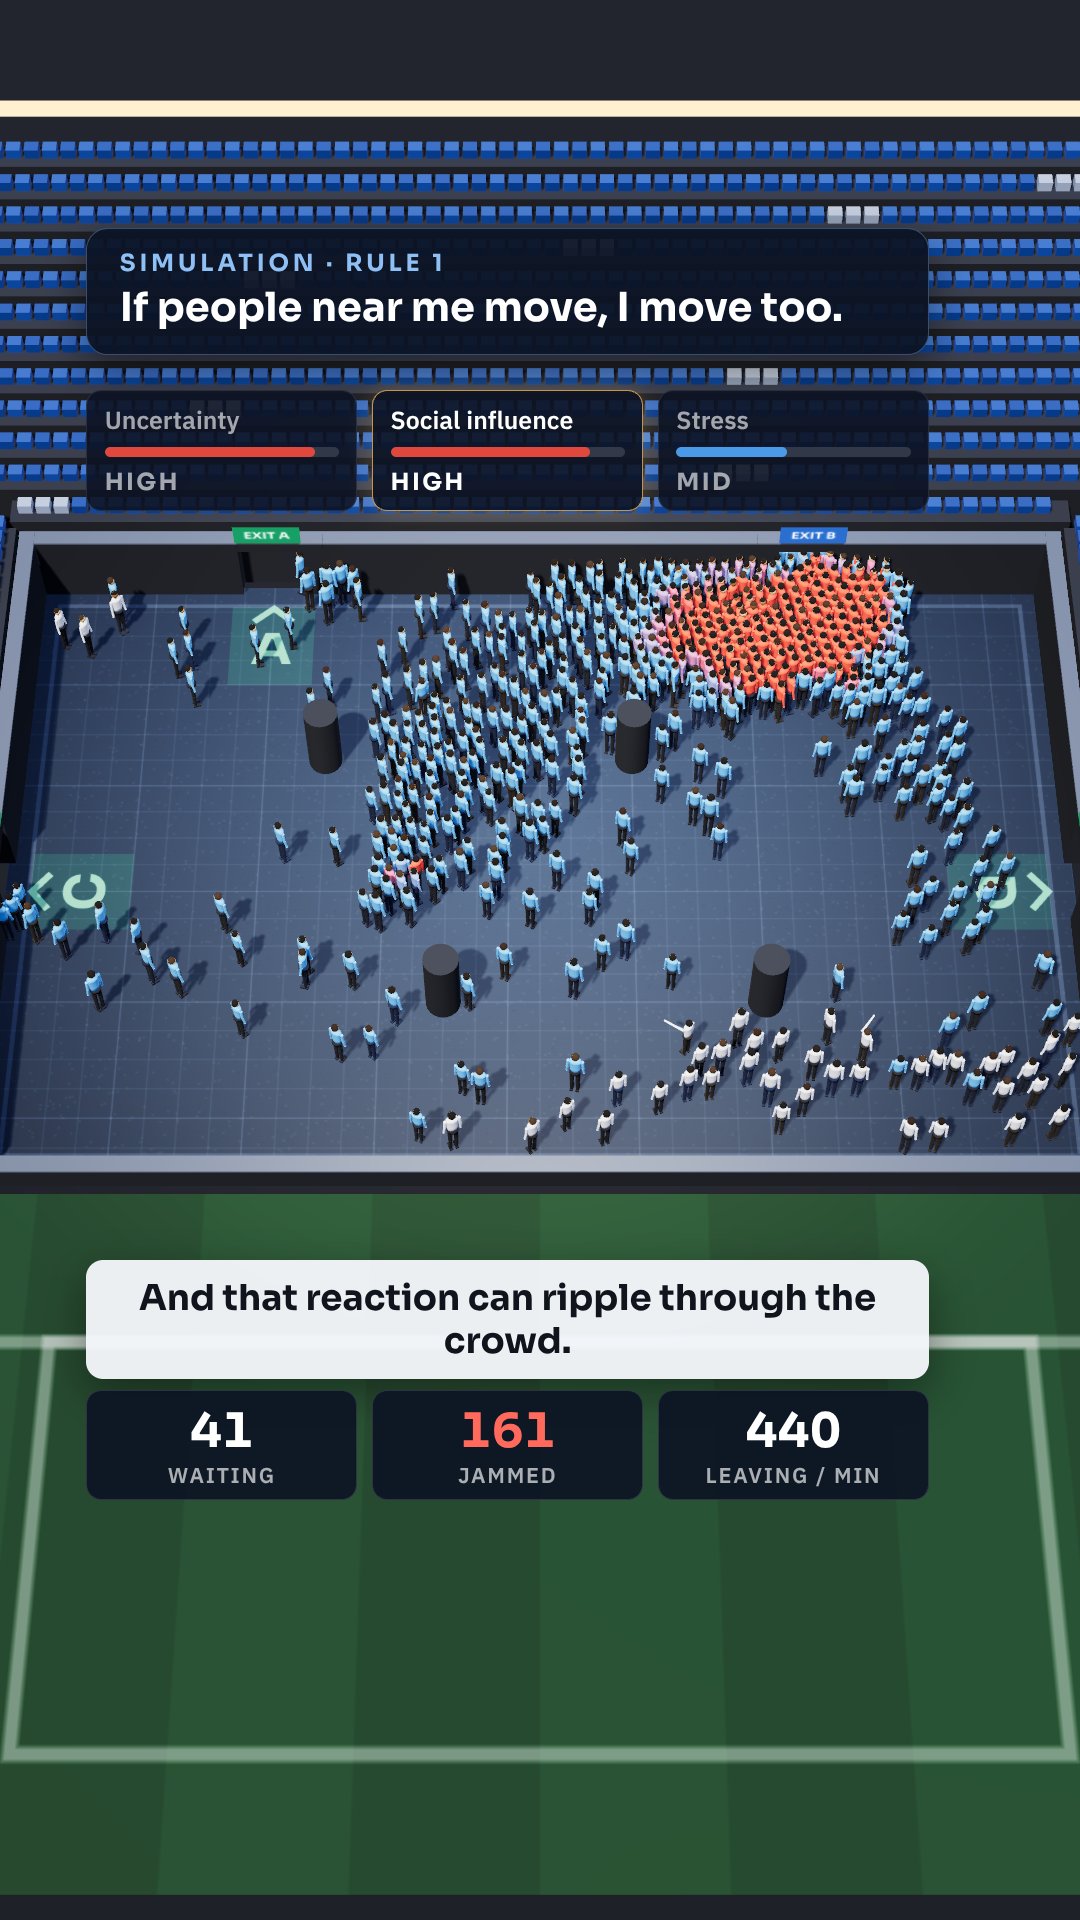 SIMULATION · RULE 1
If people near me move, I move too.
Uncertainty
HIGH
Social influence
HIGH
Stress
MID
EXIT A
EXIT B
A
C
D
And that reaction can ripple through the
crowd.
41
WAITING
161
JAMMED
440
LEAVING / MIN